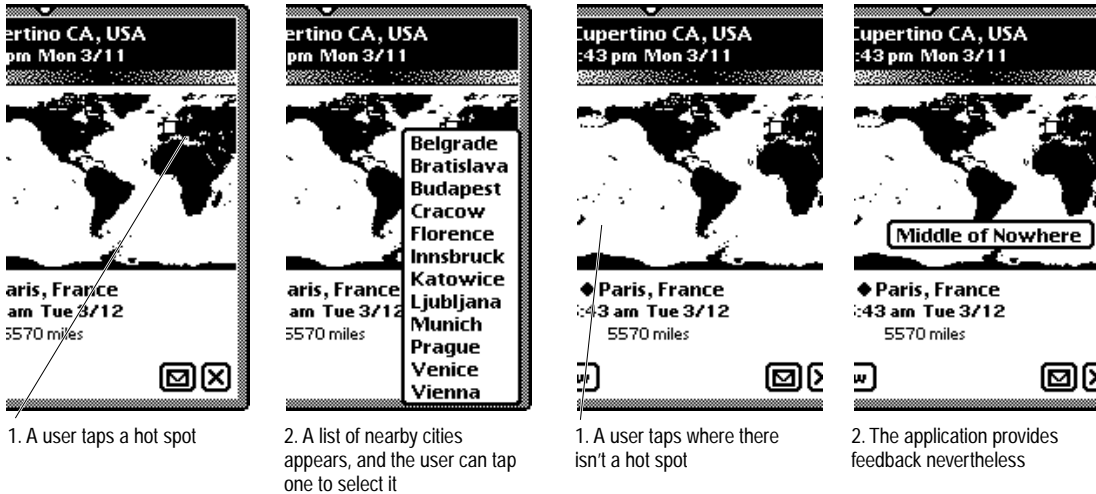 ertino CA, USA
pm Mon 3/11
aris, France
am Tue 3/12
5570 miles
1. A user taps a hot spot
ertino CA, USA
pm Mon 3/11
Belgrade
Bratislava
Budapest
Cracow
Florence
Innsbruck
Katowice
Ljubljana
Munich
Prague
Venice
Vienna
aris, France
am Tue 3/12
5570 miles
2. A list of nearby cities
appears, and the user can tap
one to select it
Cupertino CA, USA
:43 pm Mon 3/11
Paris, France
:43 am Tue 3/12
5570 miles
w
1. A user taps where there
isn't a hot spot
Cupertino CA, USA
:43 pm Mon 3/11
Middle of Nowhere
Paris, France
:43 am Tue 3/12
5570 miles
w
2. The application provides
feedback nevertheless